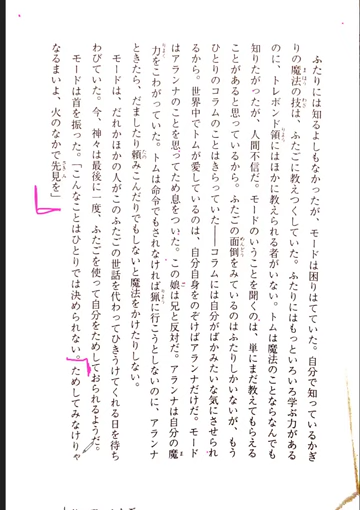 ふたりには知るよしもなかったが、モードは困りはてていた。自分で知っているかぎ
りの魔法の技は、ふたごに教えつくしていた。ふたりにはもっといろいろ学ぶ力がある
のに、トレボンド領にはほかに教えられる者がいない。トムは魔法のことならなんでも
知りたがったが、人間不信だ。モードのいうことを聞くのは、単にまだ教えてもらえる
ことがあると思っているから。ふたごの面倒をみているのはふたりしかいないが、もう
ひとりのコラムのことはきらっていた──コラムには自分がばかみたいな気にさせられ
るから。世界中でトムが愛しているのは、自分自身をのぞけばアランナだけだ。モード
はアランナのことを思ってため息をついた。この娘は兄と反対だ。アランナは自分の魔
力をこわがっていた。トムは命令でもされなければ猟に行こうとしないのに、アランナ
ときたら、だましたり頼みこんだりでもしないと魔法をかけたりしない。
モードは、だれかほかの人がこのふたごの世話を代わってひきうけてくれる日を待ち
わびていた。今、神々は最後に一度、ふたごを使って自分をためしておられるようだ。
モードは首を振った。「こんなことはひとりでは決められない。ためしてみなけりゃ
なるまいよ、火のなかで先見を」